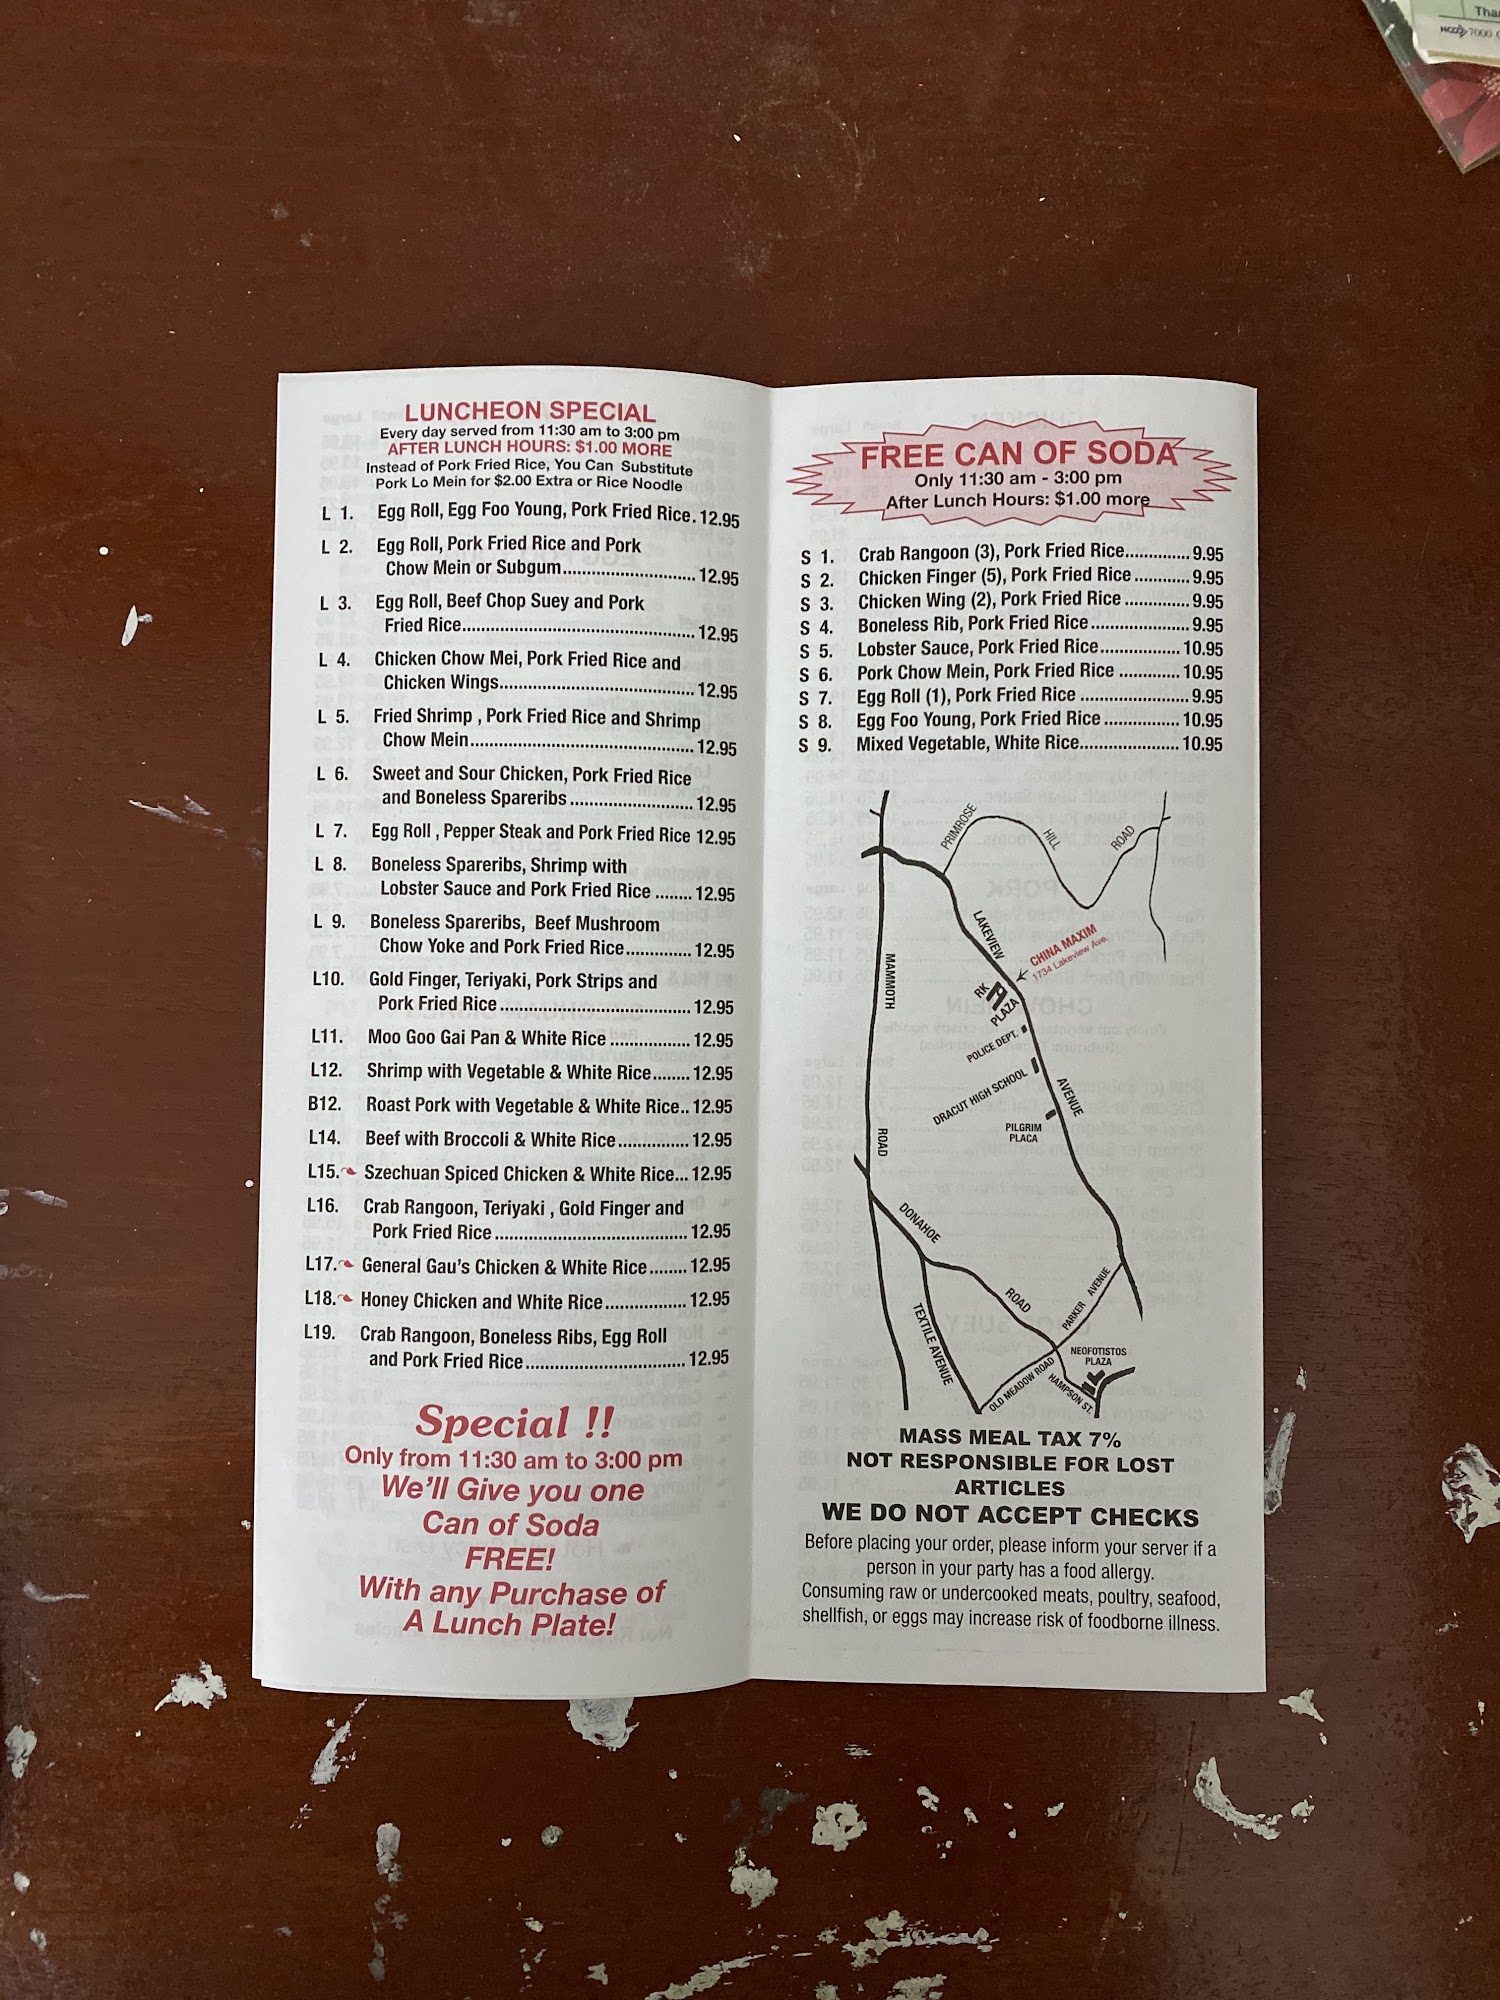 LUNCHEON SPECIAL
Every day served from 11:30 am to 3:00 pm
AFTER LUNCH HOURS: $1.00 MORE
Instead of Pork Fried Rice, You Can Substitute
Pork Lo Mein for $2.00 Extra or Rice Noodle
L 1. Egg Roll, Egg Foo Young, Pork Fried Rice. 12.95
L 2. Egg Roll, Pork Fried Rice and Pork
Chow Mein or Subgum............................ 12.95
L 3. Egg Roll, Beef Chop Suey and Pork
Fried Rice................................................ 12.95
L 4. Chicken Chow Mei, Pork Fried Rice and
Chicken Wings........................................ 12.95
L 5. Fried Shrimp , Pork Fried Rice and Shrimp
Chow Mein.............................................. 12.95
L 6. Sweet and Sour Chicken, Pork Fried Rice
and Boneless Spareribs ......................... 12.95
L 7. Egg Roll , Pepper Steak and Pork Fried Rice 12.95
L 8. Boneless Spareribs, Shrimp with
Lobster Sauce and Pork Fried Rice ........ 12.95
L 9. Boneless Spareribs, Beef Mushroom
Chow Yoke and Pork Fried Rice.............. 12.95
L10. Gold Finger, Teriyaki, Pork Strips and
Pork Fried Rice ........................................ 12.95
L11. Moo Goo Gai Pan & White Rice ................. 12.95
L12. Shrimp with Vegetable & White Rice........ 12.95
B12. Roast Pork with Vegetable & White Rice.. 12.95
L14. Beef with Broccoli & White Rice............... 12.95
L15. Szechuan Spiced Chicken & White Rice... 12.95
L16. Crab Rangoon, Teriyaki , Gold Finger and
Pork Fried Rice ........................................ 12.95
L17. General Gau's Chicken & White Rice........ 12.95
L18. Honey Chicken and White Rice................. 12.95
L19. Crab Rangoon, Boneless Ribs, Egg Roll
and Pork Fried Rice................................. 12.95
Special !!
Only from 11:30 am to 3:00 pm
We'll Give you one
Can of Soda
FREE!
With any Purchase of
A Lunch Plate!
FREE CAN OF SODA
Only 11:30 am - 3:00 pm
After Lunch Hours: $1.00 more
S 1. Crab Rangoon (3), Pork Fried Rice............. 9.95
S 2. Chicken Finger (5), Pork Fried Rice ........... 9.95
S 3. Chicken Wing (2), Pork Fried Rice ............. 9.95
S 4. Boneless Rib, Pork Fried Rice.................... 9.95
S 5. Lobster Sauce, Pork Fried Rice................. 10.95
S 6. Pork Chow Mein, Pork Fried Rice ............. 10.95
S 7. Egg Roll (1), Pork Fried Rice ...................... 9.95
S 8. Egg Foo Young, Pork Fried Rice................ 10.95
S 9. Mixed Vegetable, White Rice..................... 10.95
PRIMROSE HILL ROAD
LAKEVIEW
CHINA MAXIM
1734 Lakeview Ave.
MAMMOTH
RK PLAZA
POLICE DEPT.
DRACUT HIGH SCHOOL
AVENUE
PILGRIM
PLACA
ROAD
DONAHOE
ROAD
PARKER AVENUE
TEXTILE AVENUE
NEOFOTISTOS
PLAZA
OLD MEADOW ROAD
HAMPSON ST.
MASS MEAL TAX 7%
NOT RESPONSIBLE FOR LOST
ARTICLES
WE DO NOT ACCEPT CHECKS
Before placing your order, please inform your server if a
person in your party has a food allergy.
Consuming raw or undercooked meats, poultry, seafood,
shellfish, or eggs may increase risk of foodborne illness.
7000